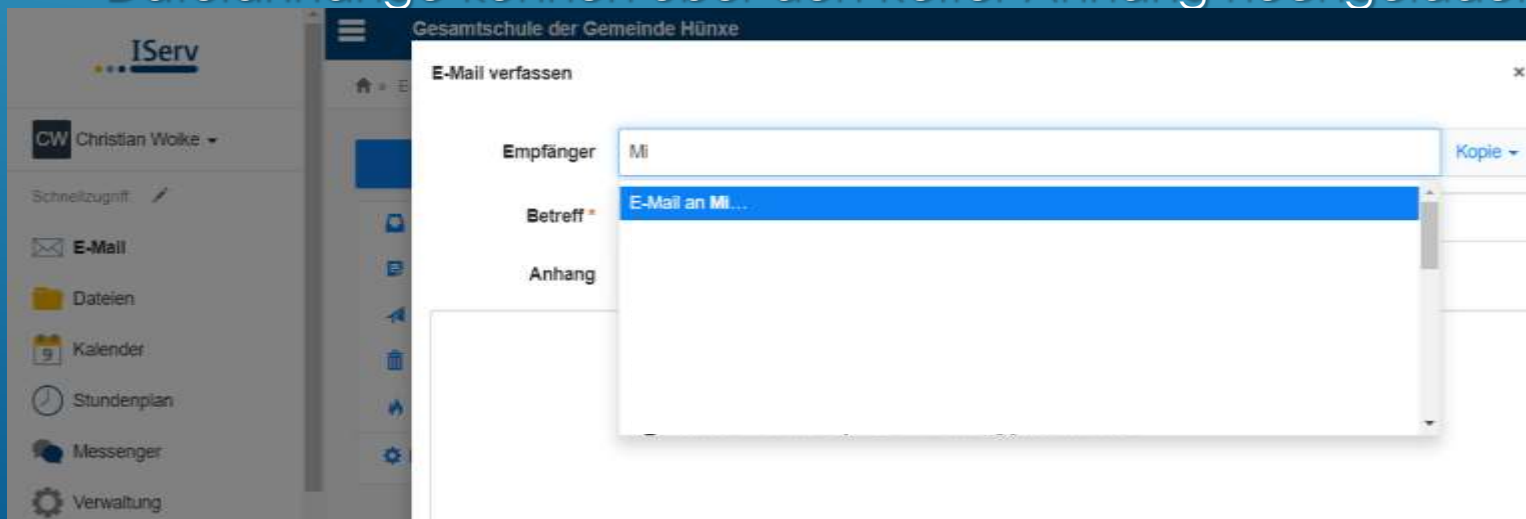 IServ
Gesamtschule der Gemeinde Hünxe
E-Mail verfassen
×
CW Christian Wolke
Empfänger Mi Kopie
Schnellzugriff
E-Mail an Mi...
Betreff *
E-Mail
Anhang
Dateien
9 Kalender
Stundenplan
Messenger
Verwaltung